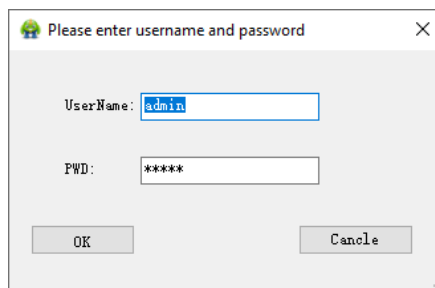 Please enter username and password
UserName: admin
PWD: *****
OK Cancle